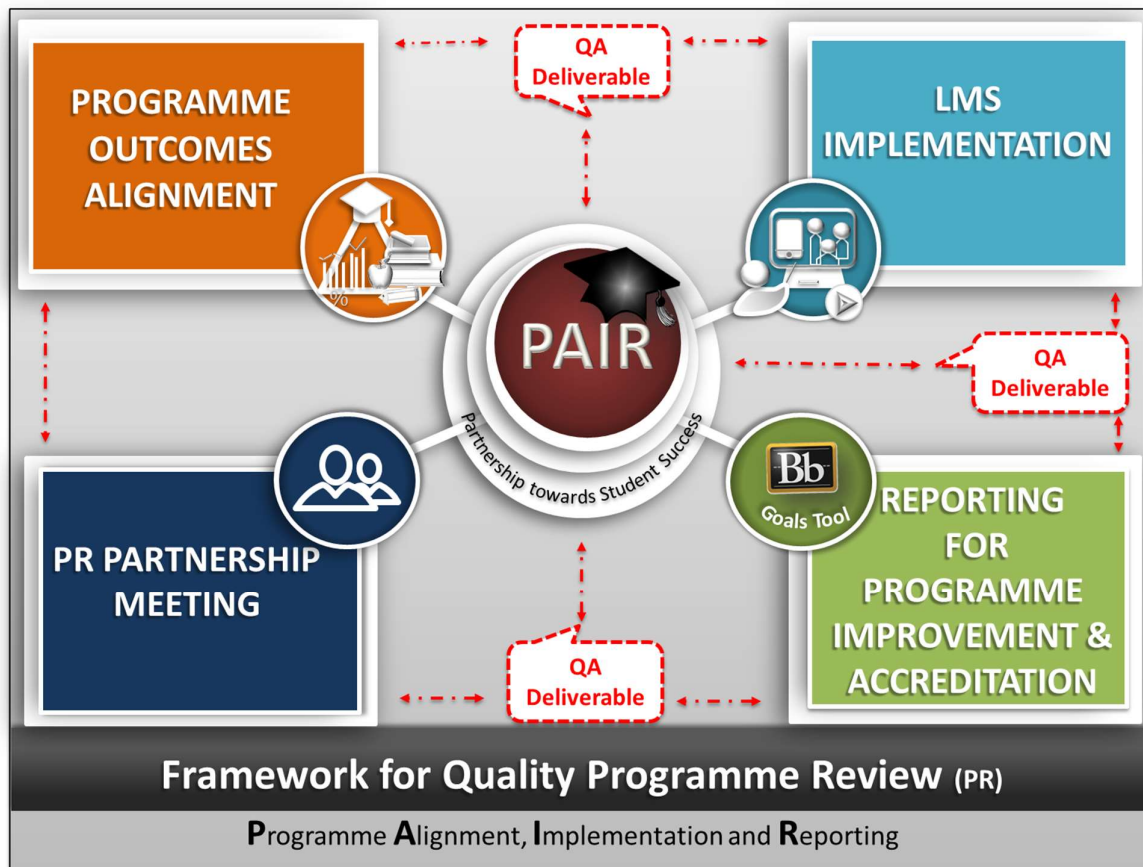 PROGRAMME
OUTCOMES
ALIGNMENT
%
QA
Deliverable
LMS
IMPLEMENTATION
PAIR
Partnership towards Student Success
QA
Deliverable
PR PARTNERSHIP
MEETING
Bb
Goals Tool
REPORTING
FOR
PROGRAMME
IMPROVEMENT &
ACCREDITATION
QA
Deliverable
Framework for Quality Programme Review (PR)
Programme Alignment, Implementation and Reporting